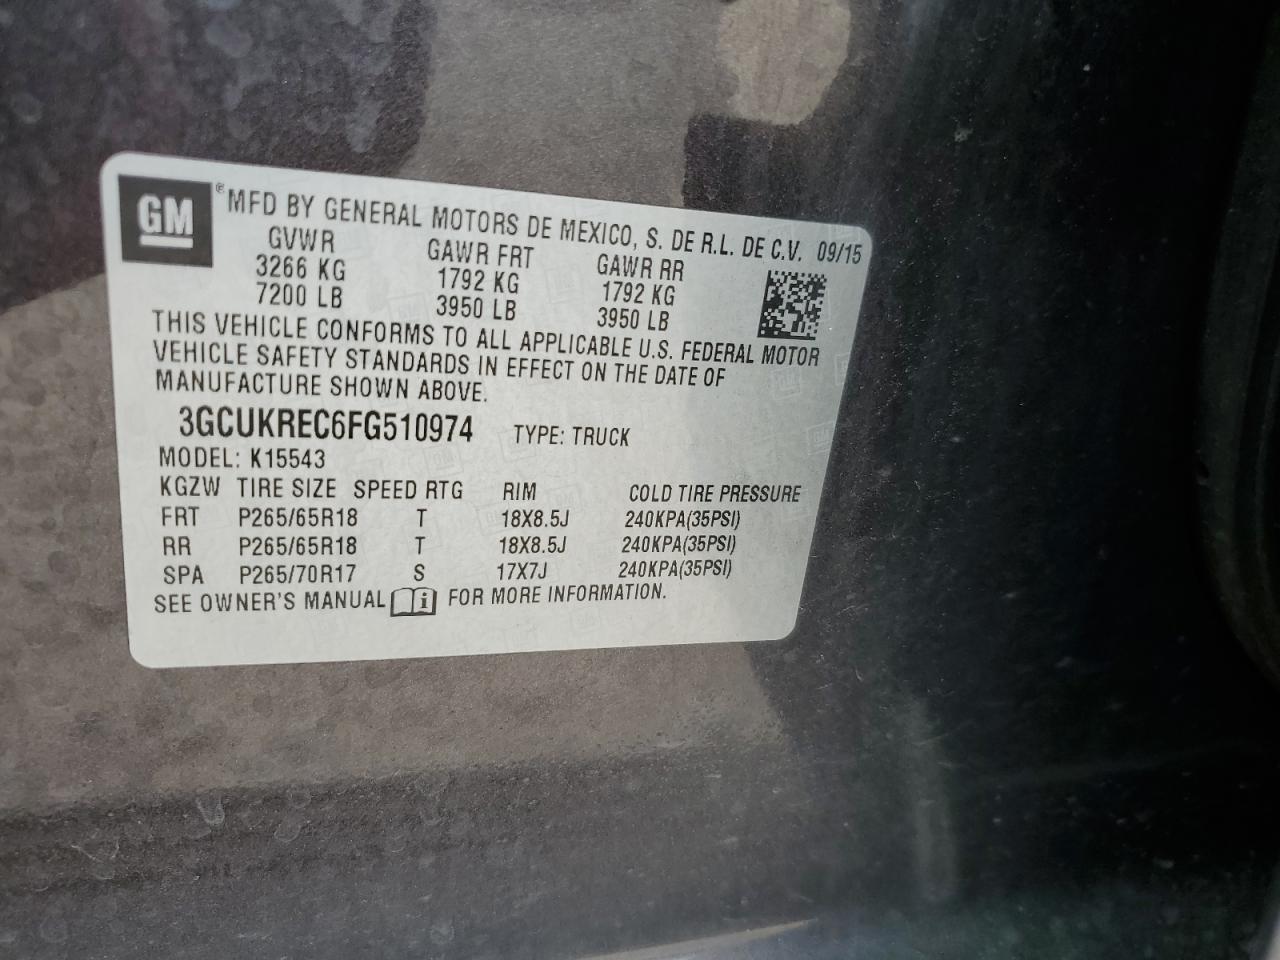 GM ® MFD BY GENERAL MOTORS DE MEXICO, S. DE R.L. DE C.V. 09/15
GVWR GAWR FRT GAWR RR
3266 KG 1792 KG 1792 KG
7200 LB 3950 LB 3950 LB
THIS VEHICLE CONFORMS TO ALL APPLICABLE U.S. FEDERAL MOTOR
VEHICLE SAFETY STANDARDS IN EFFECT ON THE DATE OF
MANUFACTURE SHOWN ABOVE.
3GCUKREC6FG510974 TYPE: TRUCK
MODEL: K15543
KGZW TIRE SIZE SPEED RTG RIM COLD TIRE PRESSURE
FRT P265/65R18 T 18X8.5J 240KPA(35PSI)
RR P265/65R18 T 18X8.5J 240KPA(35PSI)
SPA P265/70R17 S 17X7J 240KPA(35PSI)
SEE OWNER'S MANUAL i FOR MORE INFORMATION.